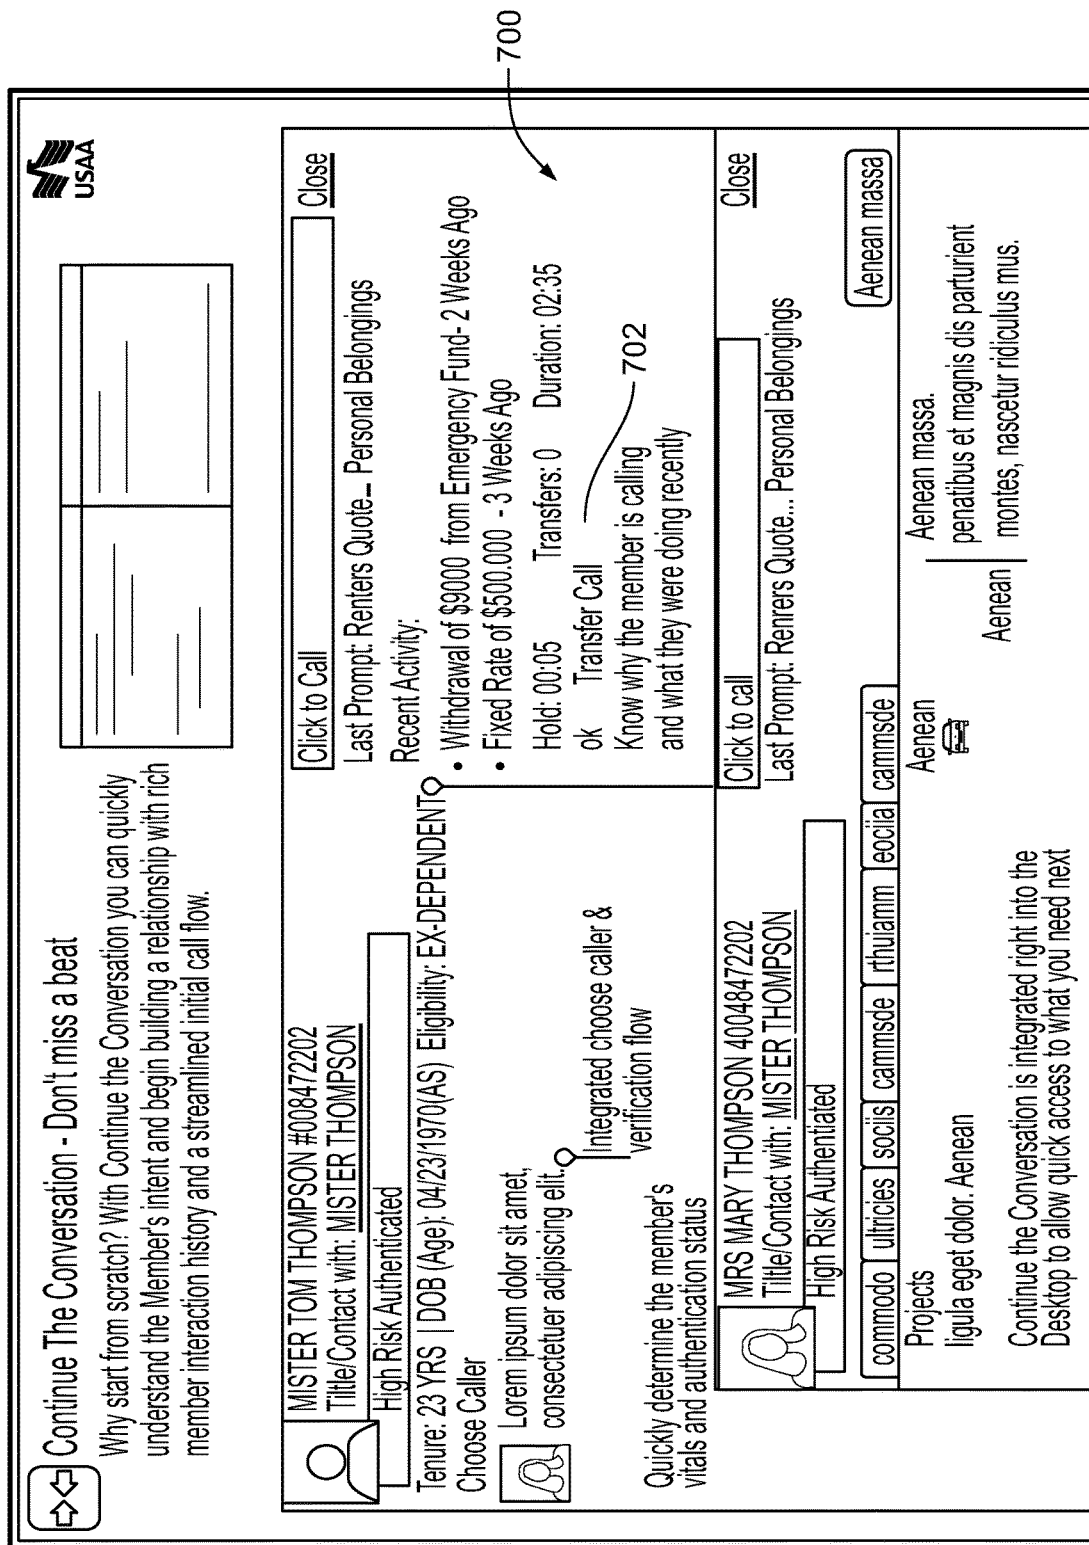 Continue The Conversation - Don't miss a beat
USAA
Why start from scratch? With Continue the Conversation you can quickly
understand the Member's intent and begin building a relationship with rich
member interaction history and a streamlined initial call flow.
MISTER TOM THOMPSON #008472202
Title/Contact with: MISTER THOMPSON
High Risk Authenticated
Tenure: 23 YRS | DOB (Age); 04/23/1970(AS) Eligibility: EX-DEPENDENT
Choose Caller
Lorem ipsum dolor sit amet,
consectetuer adipiscing elit.
Integrated choose caller &
verification flow
Quickly determine the member's
vitals and authentication status
Click to Call
Close
Last Prompt: Renters Quote... Personal Belongings
Recent Activity:
• Withdrawal of $9000 from Emergency Fund- 2 Weeks Ago
• Fixed Rate of $500.000 - 3 Weeks Ago
Hold: 00:05 Transfers: 0 Duration: 02:35
ok Transfer Call
Know why the member is calling
and what they were doing recently
700
702
MRS MARY THOMPSON 40048472202
Title/Contact with: MISTER THOMPSON
High Risk Authentiated
Click to call
Close
Last Prompt: Renrers Quote... Personal Belongings
Aenean massa
commodo ultricies sociis cammsde rthuiamm eociia cammsde
Projects
ligula eget dolor. Aenean
Aenean
Aenean
Aenean massa.
penatibus et magnis dis parturient
montes, nascetur ridiculus mus.
Continue the Conversation is integrated right into the
Desktop to allow quick access to what you need next